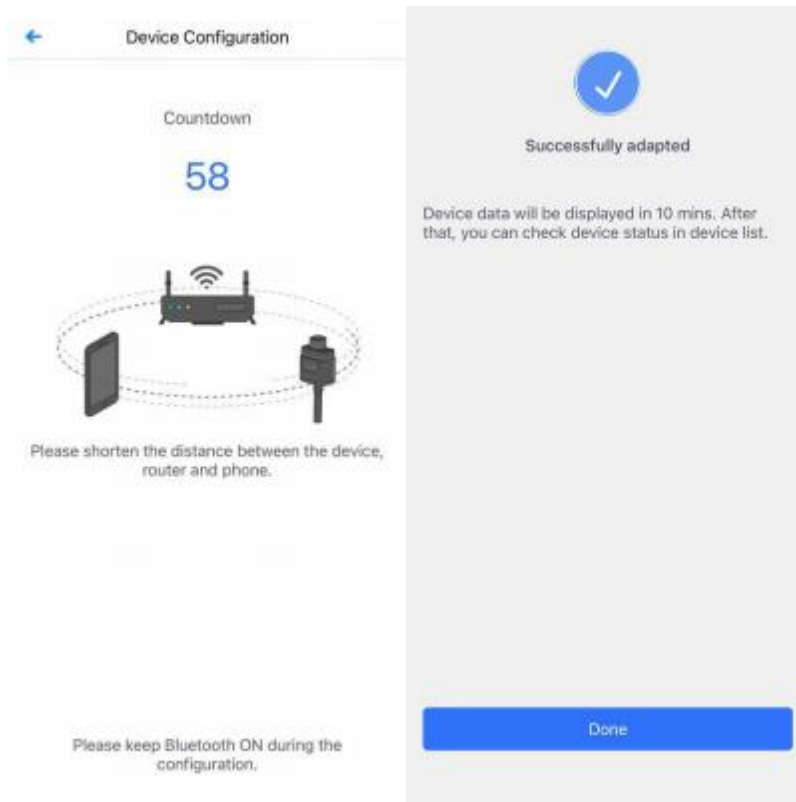 Device Configuration
Countdown
58
Please shorten the distance between the device,
router and phone.
Please keep Bluetooth ON during the
configuration.
Successfully adapted
Device data will be displayed in 10 mins. After
that, you can check device status in device list.
Done